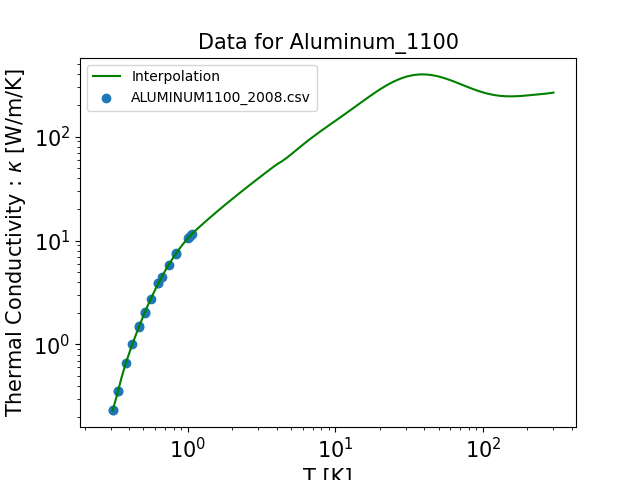 Data for Aluminum_1100
Interpolation
ALUMINUM1100_2008.csv
Thermal Conductivity : κ [W/m/K]
10²
10¹
10⁰
10⁰ 10¹ 10²
T [K]